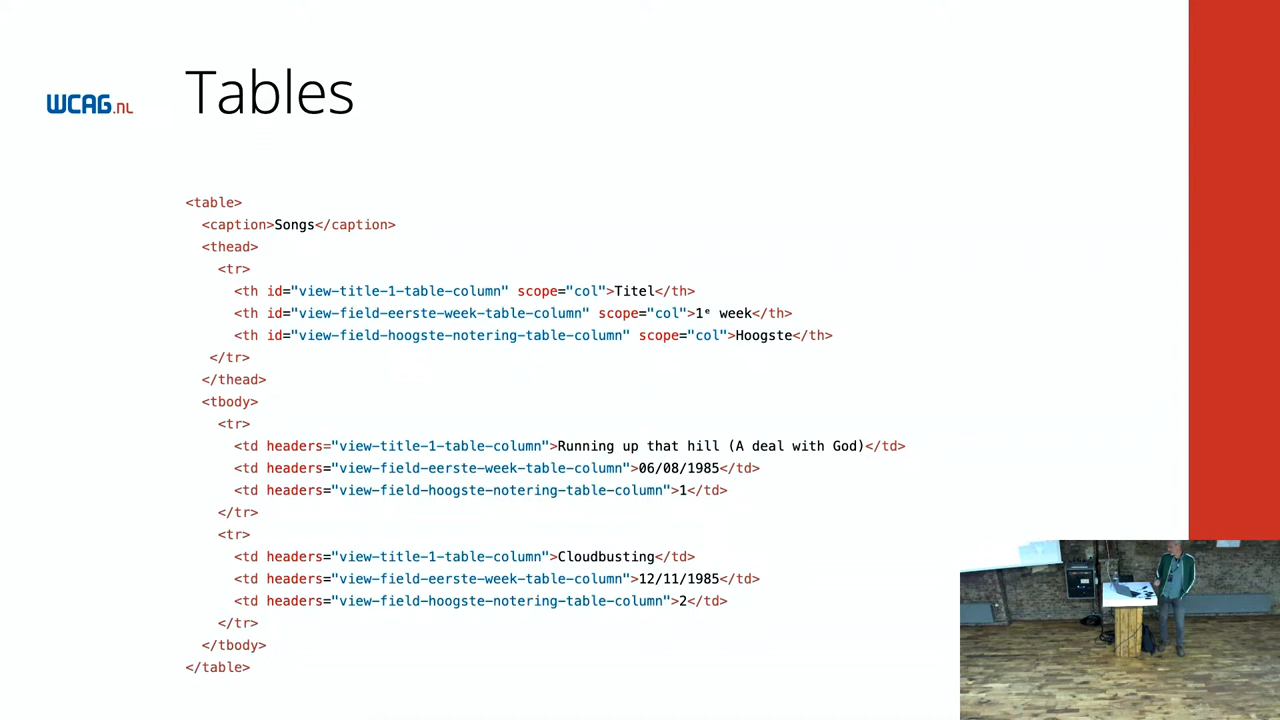 WCAG.NL
Tables
<table>
<caption>Songs</caption>
<thead>
<tr>
<th id="view-title-1-table-column" scope="col">Titel</th>
<th id="view-field-eerste-week-table-column" scope="col">1ᵉ week</th>
<th id="view-field-hoogste-notering-table-column" scope="col">Hoogste</th>
</tr>
</thead>
<tbody>
<tr>
<td headers="view-title-1-table-column">Running up that hill (A deal with God)</td>
<td headers="view-field-eerste-week-table-column">06/08/1985</td>
<td headers="view-field-hoogste-notering-table-column">1</td>
</tr>
<tr>
<td headers="view-title-1-table-column">Cloudbusting</td>
<td headers="view-field-eerste-week-table-column">12/11/1985</td>
<td headers="view-field-hoogste-notering-table-column">2</td>
</tr>
</tbody>
</table>